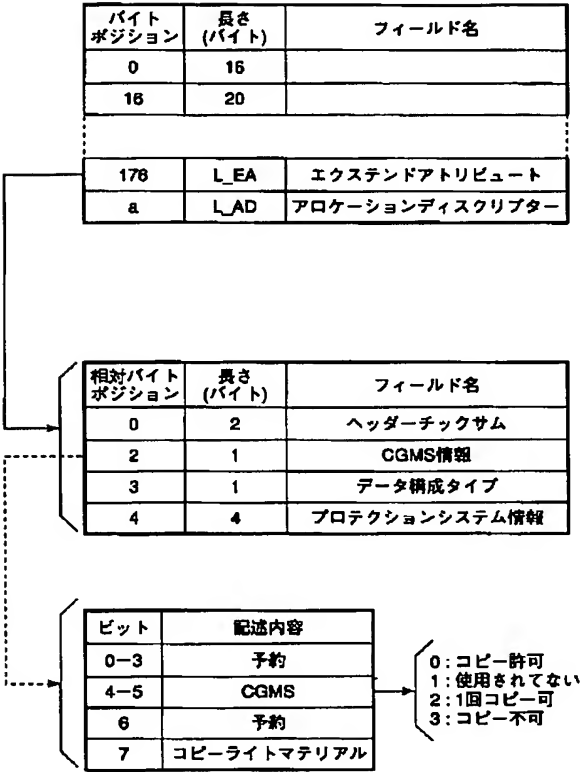 バイト
ポジション
長さ
(バイト)
フィールド名
0 16
16 20
176 L_EA エクステンドアトリビュート
a L_AD アロケーションディスクリプター
相対バイト
ポジション
長さ
(バイト)
フィールド名
0 2 ヘッダーチックサム
2 1 CGMS情報
3 1 データ構成タイプ
4 4 プロテクションシステム情報
ビット 記述内容
0-3 予約
4-5 CGMS
6 予約
7 コピーライトマテリアル
0:コピー許可
1:使用されてない
2:1回コピー可
3:コピー不可